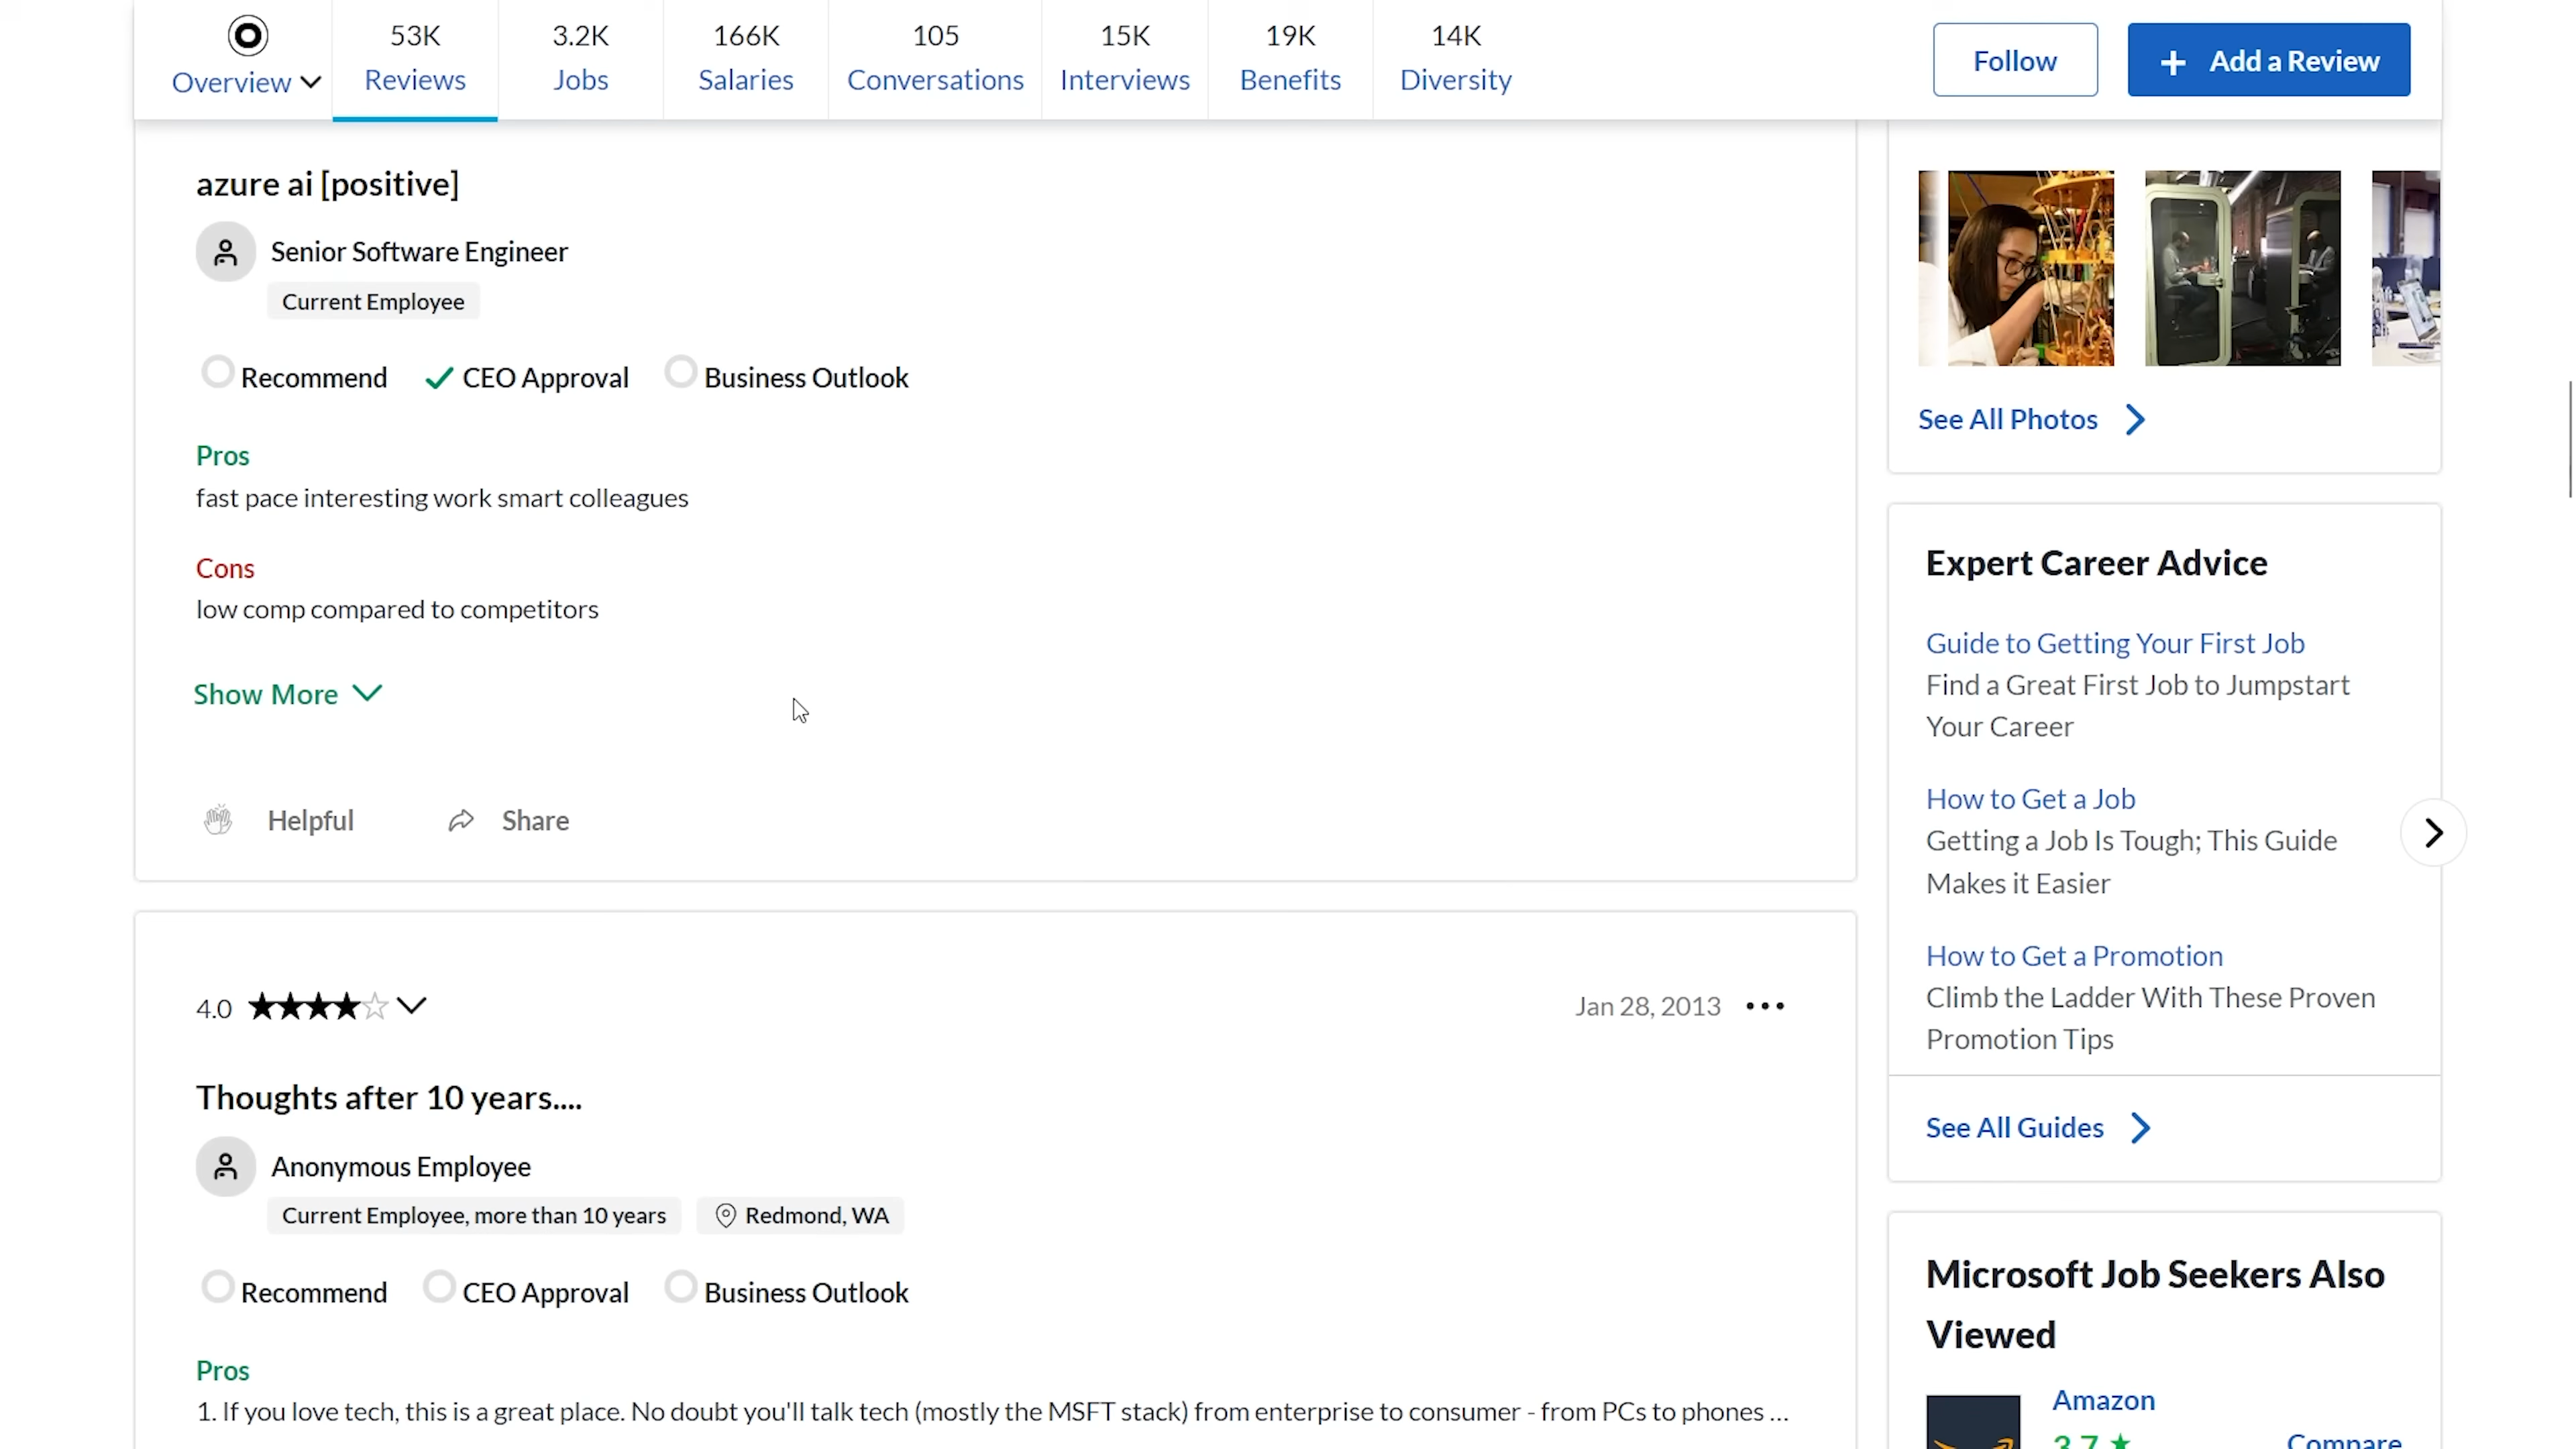 53K
3.2K
166K
105
15K
19K
14K
Overview
Reviews
Jobs
Salaries
Conversations
Interviews
Benefits
Diversity
Follow
+ Add a Review
azure ai [positive]
Senior Software Engineer
Current Employee
Recommend CEO Approval Business Outlook
Pros
fast pace interesting work smart colleagues
Cons
low comp compared to competitors
Show More
Helpful Share
4.0
Jan 28, 2013
Thoughts after 10 years....
Anonymous Employee
Current Employee, more than 10 years Redmond, WA
Recommend CEO Approval Business Outlook
Pros
1. If you love tech, this is a great place. No doubt you'll talk tech (mostly the MSFT stack) from enterprise to consumer - from PCs to phones ...
See All Photos
Expert Career Advice
Guide to Getting Your First Job
Find a Great First Job to Jumpstart
Your Career
How to Get a Job
Getting a Job Is Tough; This Guide
Makes it Easier
How to Get a Promotion
Climb the Ladder With These Proven
Promotion Tips
See All Guides
Microsoft Job Seekers Also
Viewed
Amazon
3.7 ★
Compare